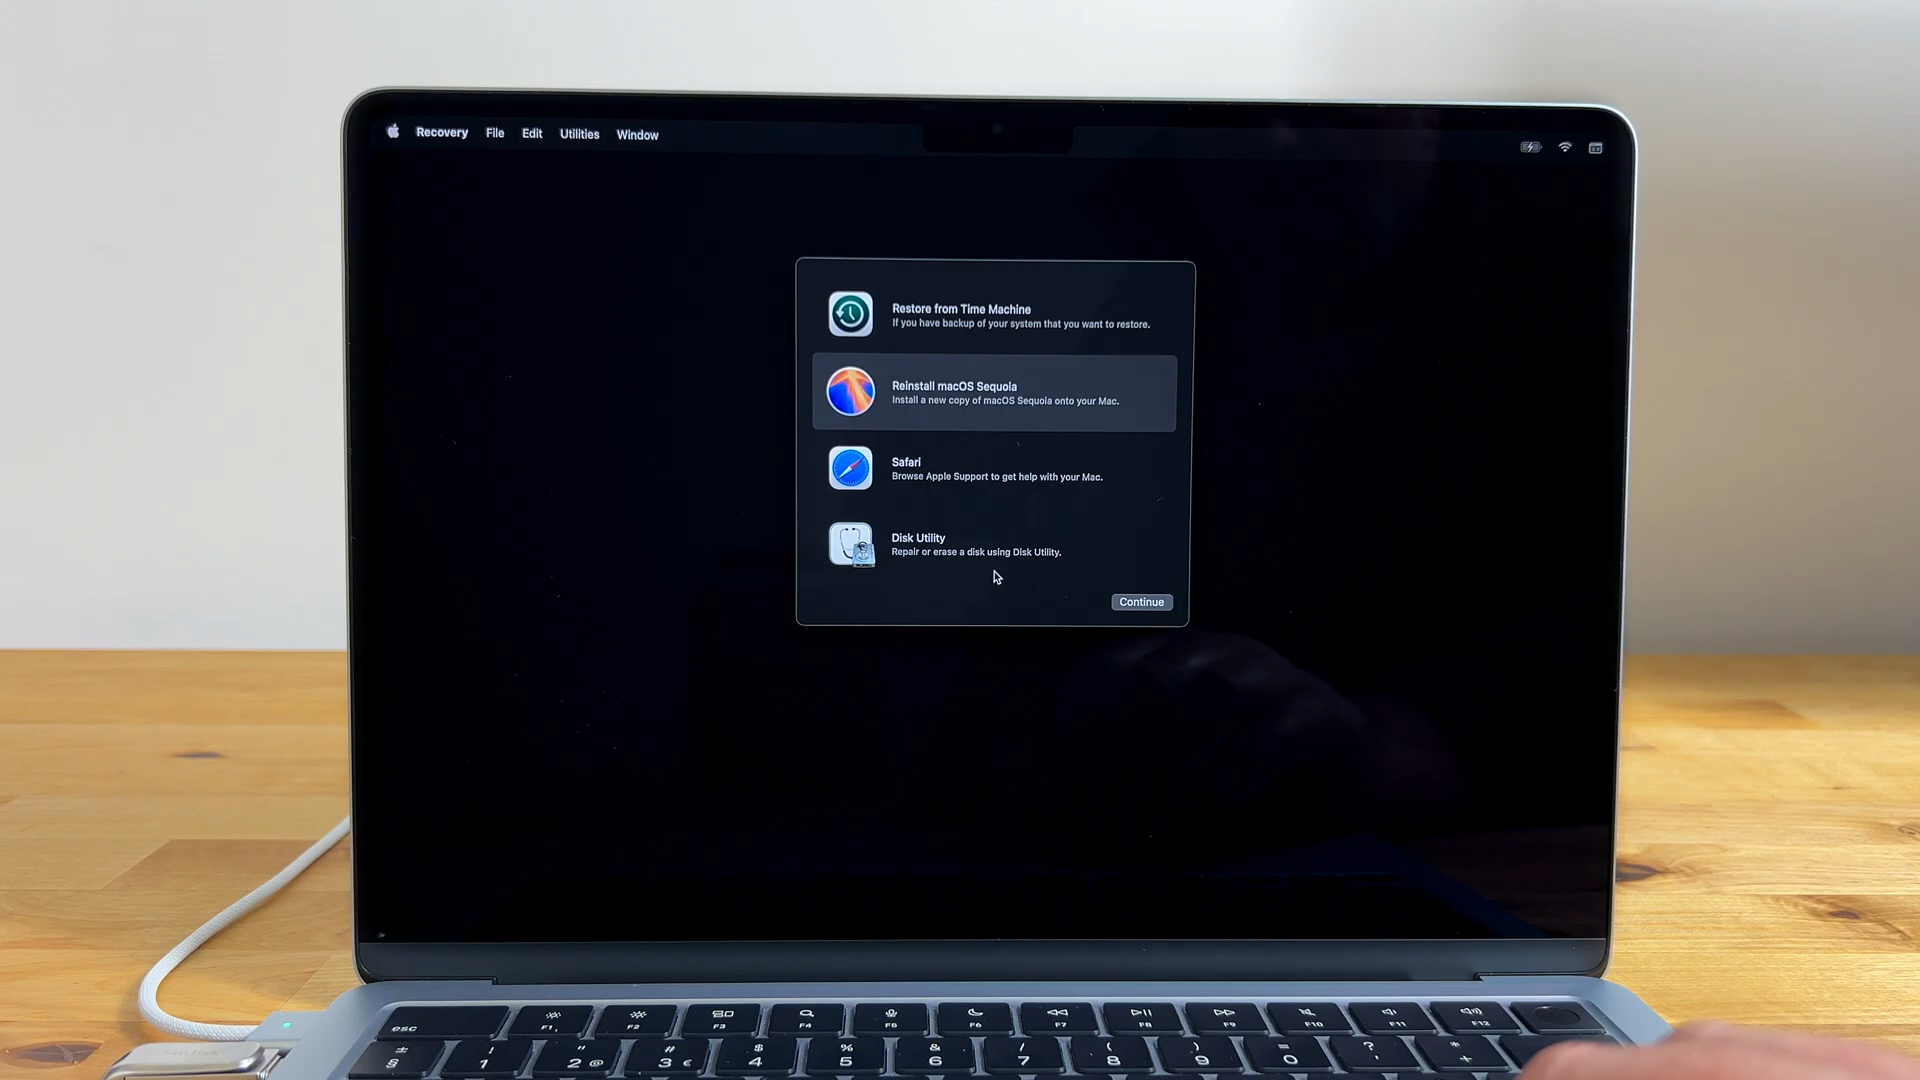 Recovery File Edit Utilities Window
Restore from Time Machine
If you have backup of your system that you want to restore.
Reinstall macOS Sequoia
Install a new copy of macOS Sequoia onto your Mac.
Safari
Browse Apple Support to get help with your Mac.
Disk Utility
Repair or erase a disk using Disk Utility.
Continue
esc F1 F2 F3 F4 F5 F6 F7 F8 F9 F10 F11 F12
± ! " # $ % & / ( ) = ? *
§ 1 2 @ 3 € 4 5 6 7 8 9 0 ' +
SanDisk